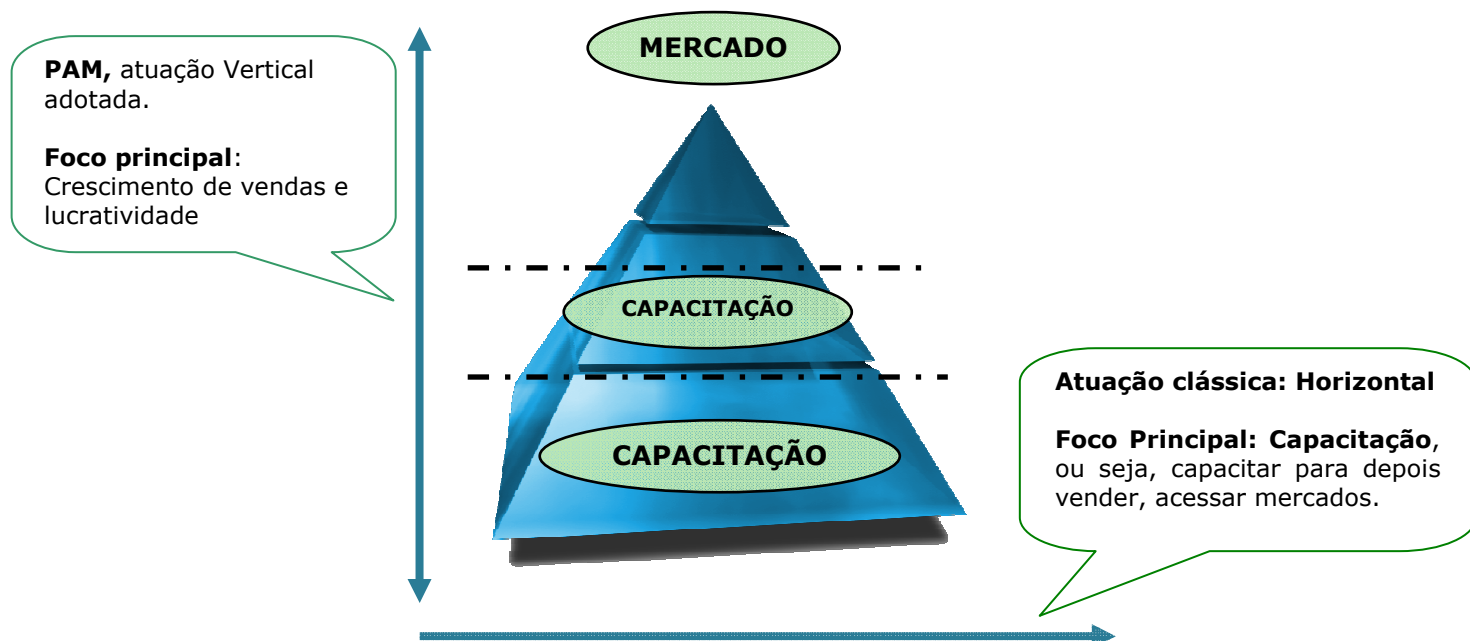 MERCADO
PAM, atuação Vertical
adotada.
Foco principal:
Crescimento de vendas e
lucratividade
CAPACITAÇÃO
CAPACITAÇÃO
Atuação clássica: Horizontal
Foco Principal: Capacitação,
ou seja, capacitar para depois
vender, acessar mercados.